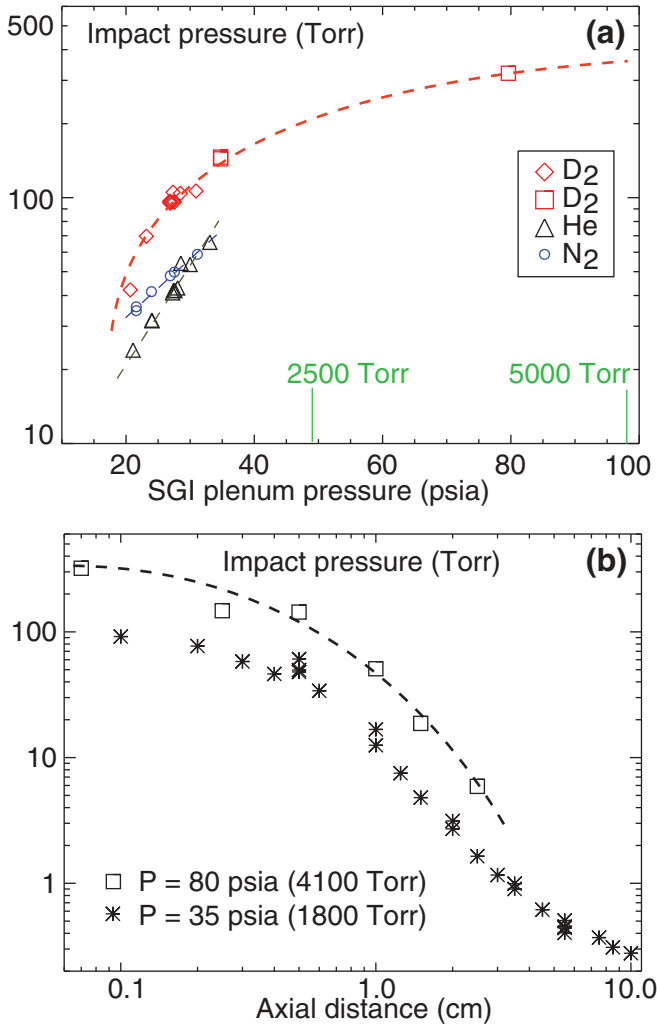 500
Impact pressure (Torr)
(a)
D2
D2
He
N2
100
2500 Torr
5000 Torr
10
20 40 60 80 100
SGI plenum pressure (psia)
Impact pressure (Torr)
(b)
100
10
1
P = 80 psia (4100 Torr)
P = 35 psia (1800 Torr)
0.1 1.0 10.0
Axial distance (cm)